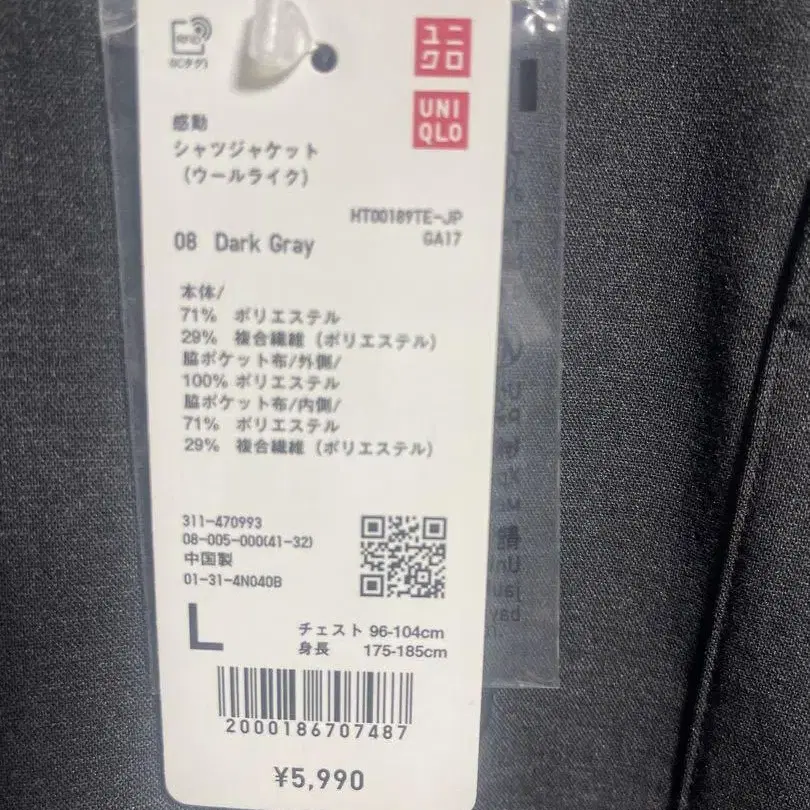 RFID
ユニ
クロ
UNI
QLO
感動
シャツジャケット
(ウールライク)
HT00189TE-JP
08 Dark Gray
GA17
本体/
71% ポリエステル
29% 複合繊維 (ポリエステル)
脇ポケット布/外側/
100% ポリエステル
脇ポケット布/内側/
71% ポリエステル
29% 複合繊維 (ポリエステル)
311-470993
08-005-000(41-32)
中国製
01-31-4N040B
L
チェスト 96-104cm
身長 175-185cm
2000186707487
¥5,990